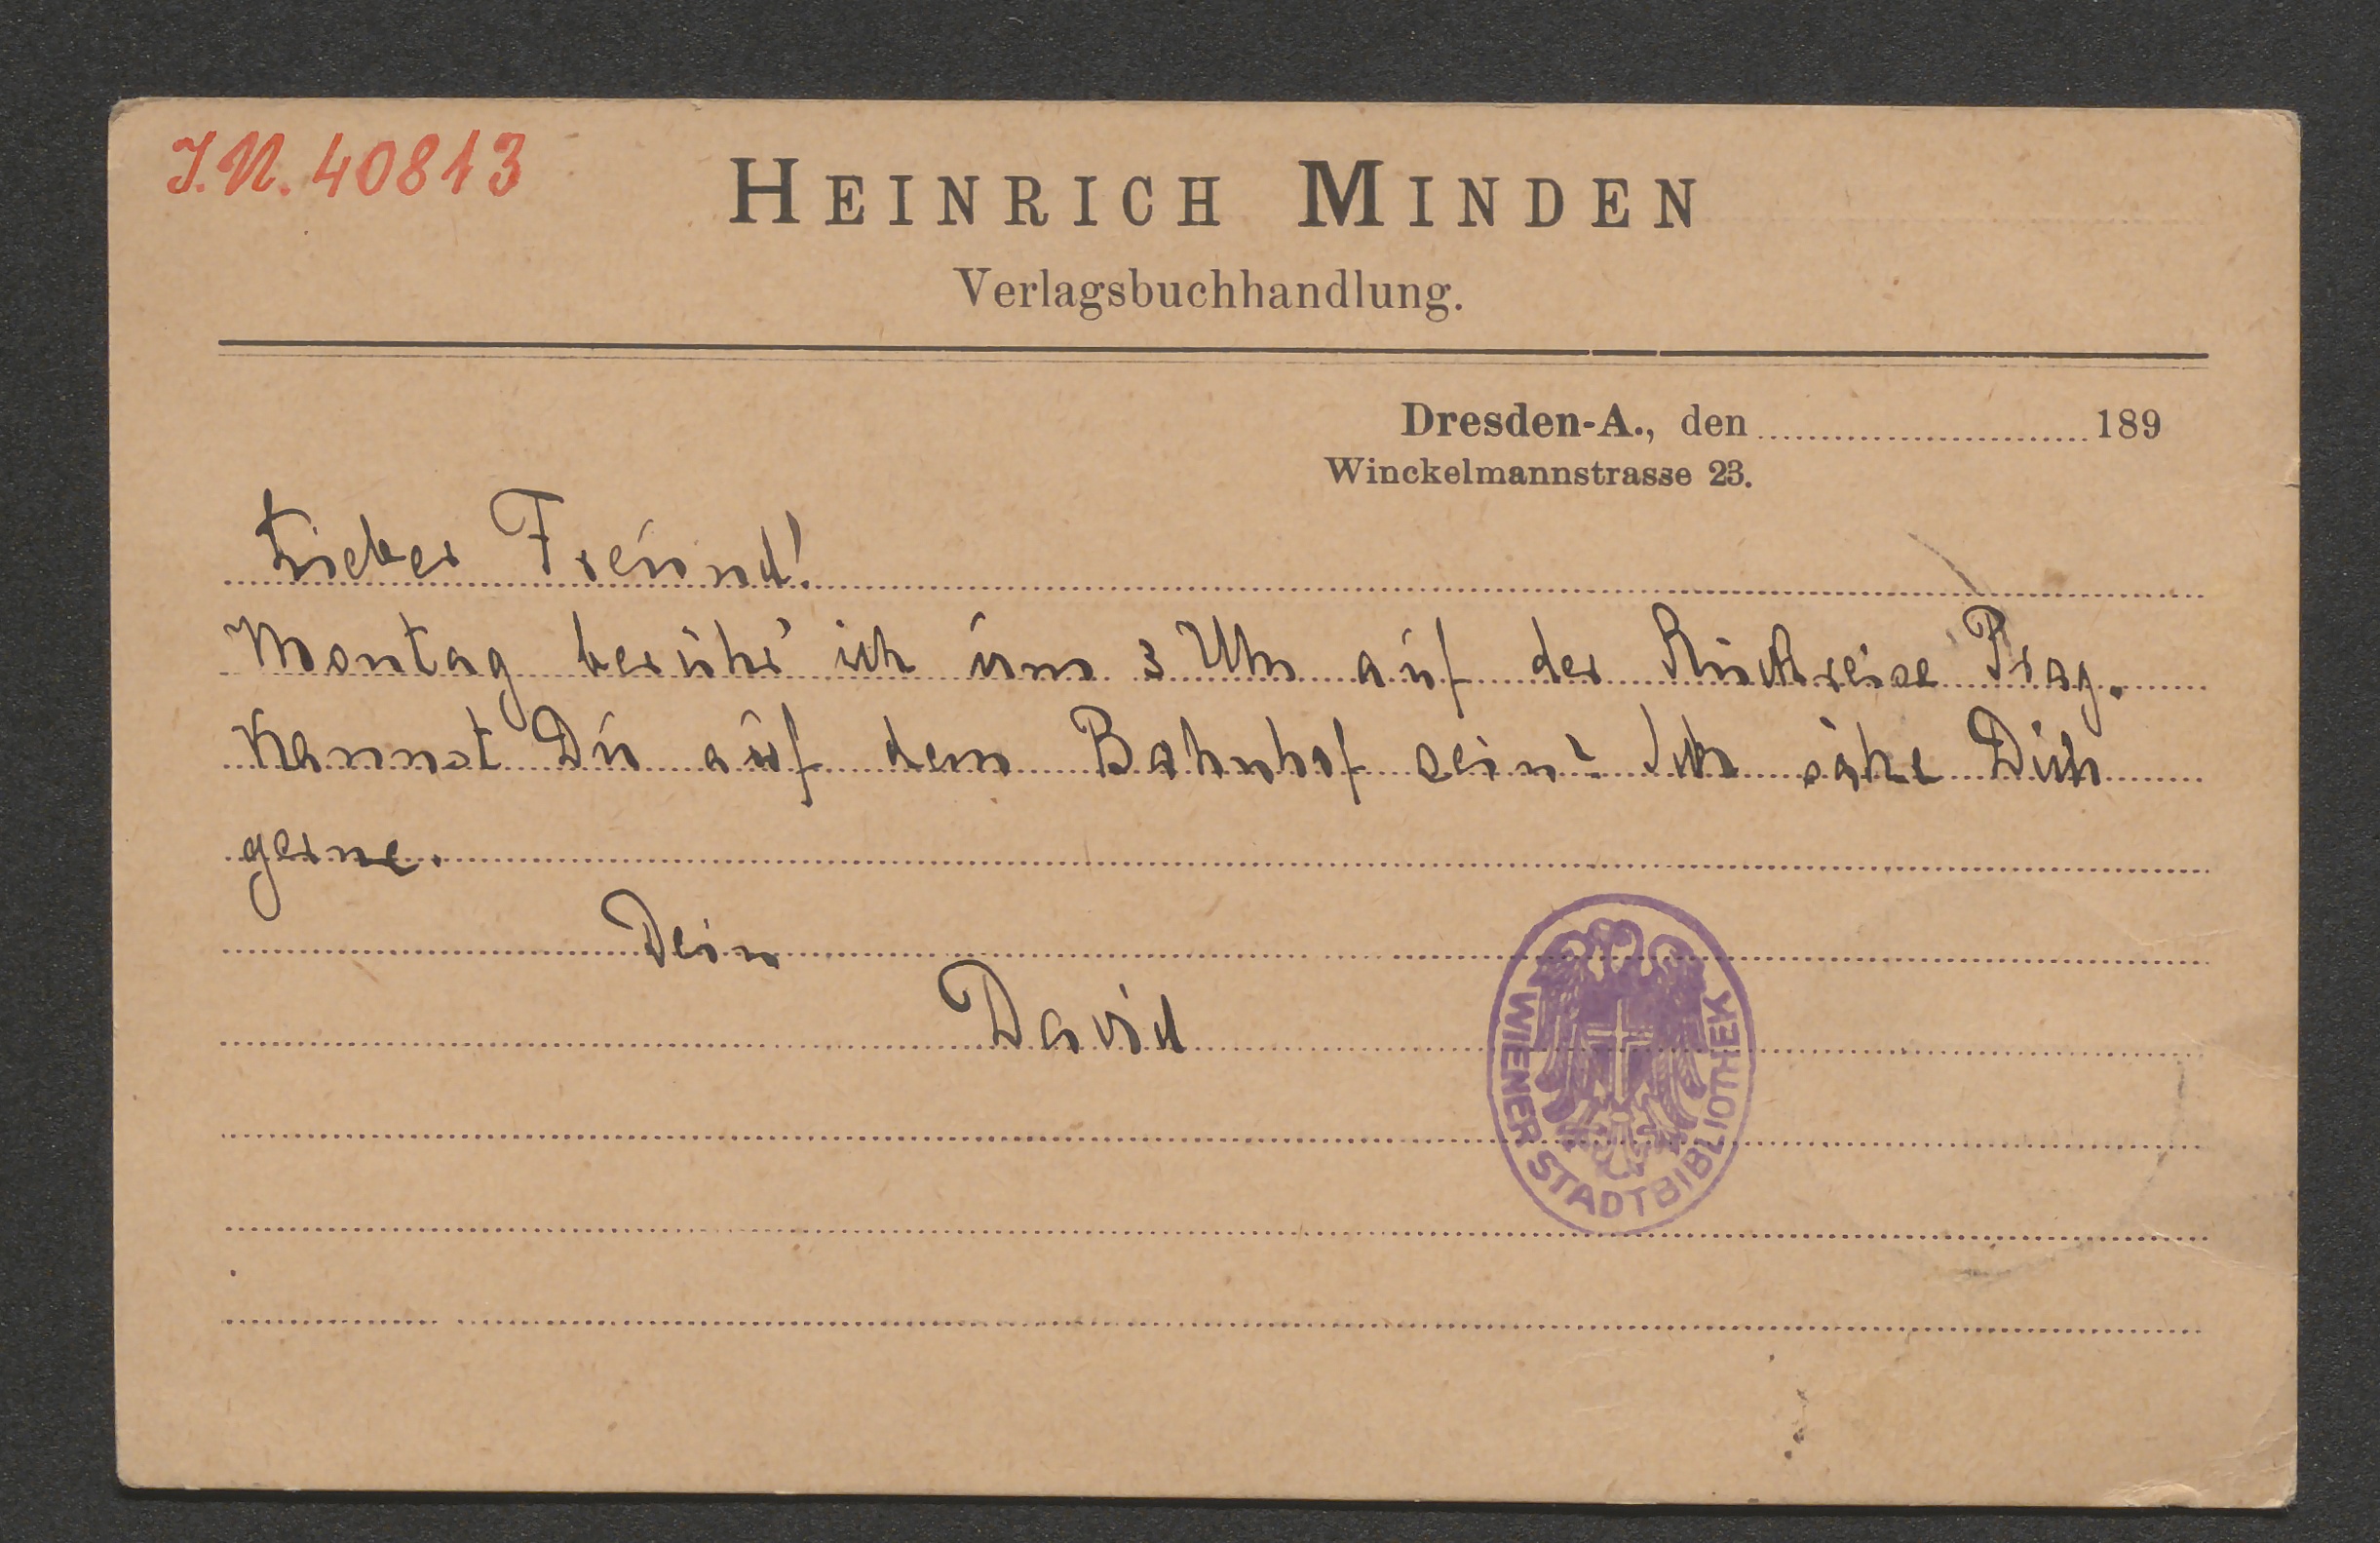 J.N. 40813
HEINRICH MINDEN
Verlagsbuchhandlung.
Dresden-A., den 189
Winckelmannstrasse 23.
Lieber Freund!
Montag berühr' ich um 3 Uhr auf der Rückreise Prag.
Kannst Du auf dem Bahnhof sein? Ich sähe Dich
gerne.
Dein
David
WIENER STADTBIBLIOTHEK